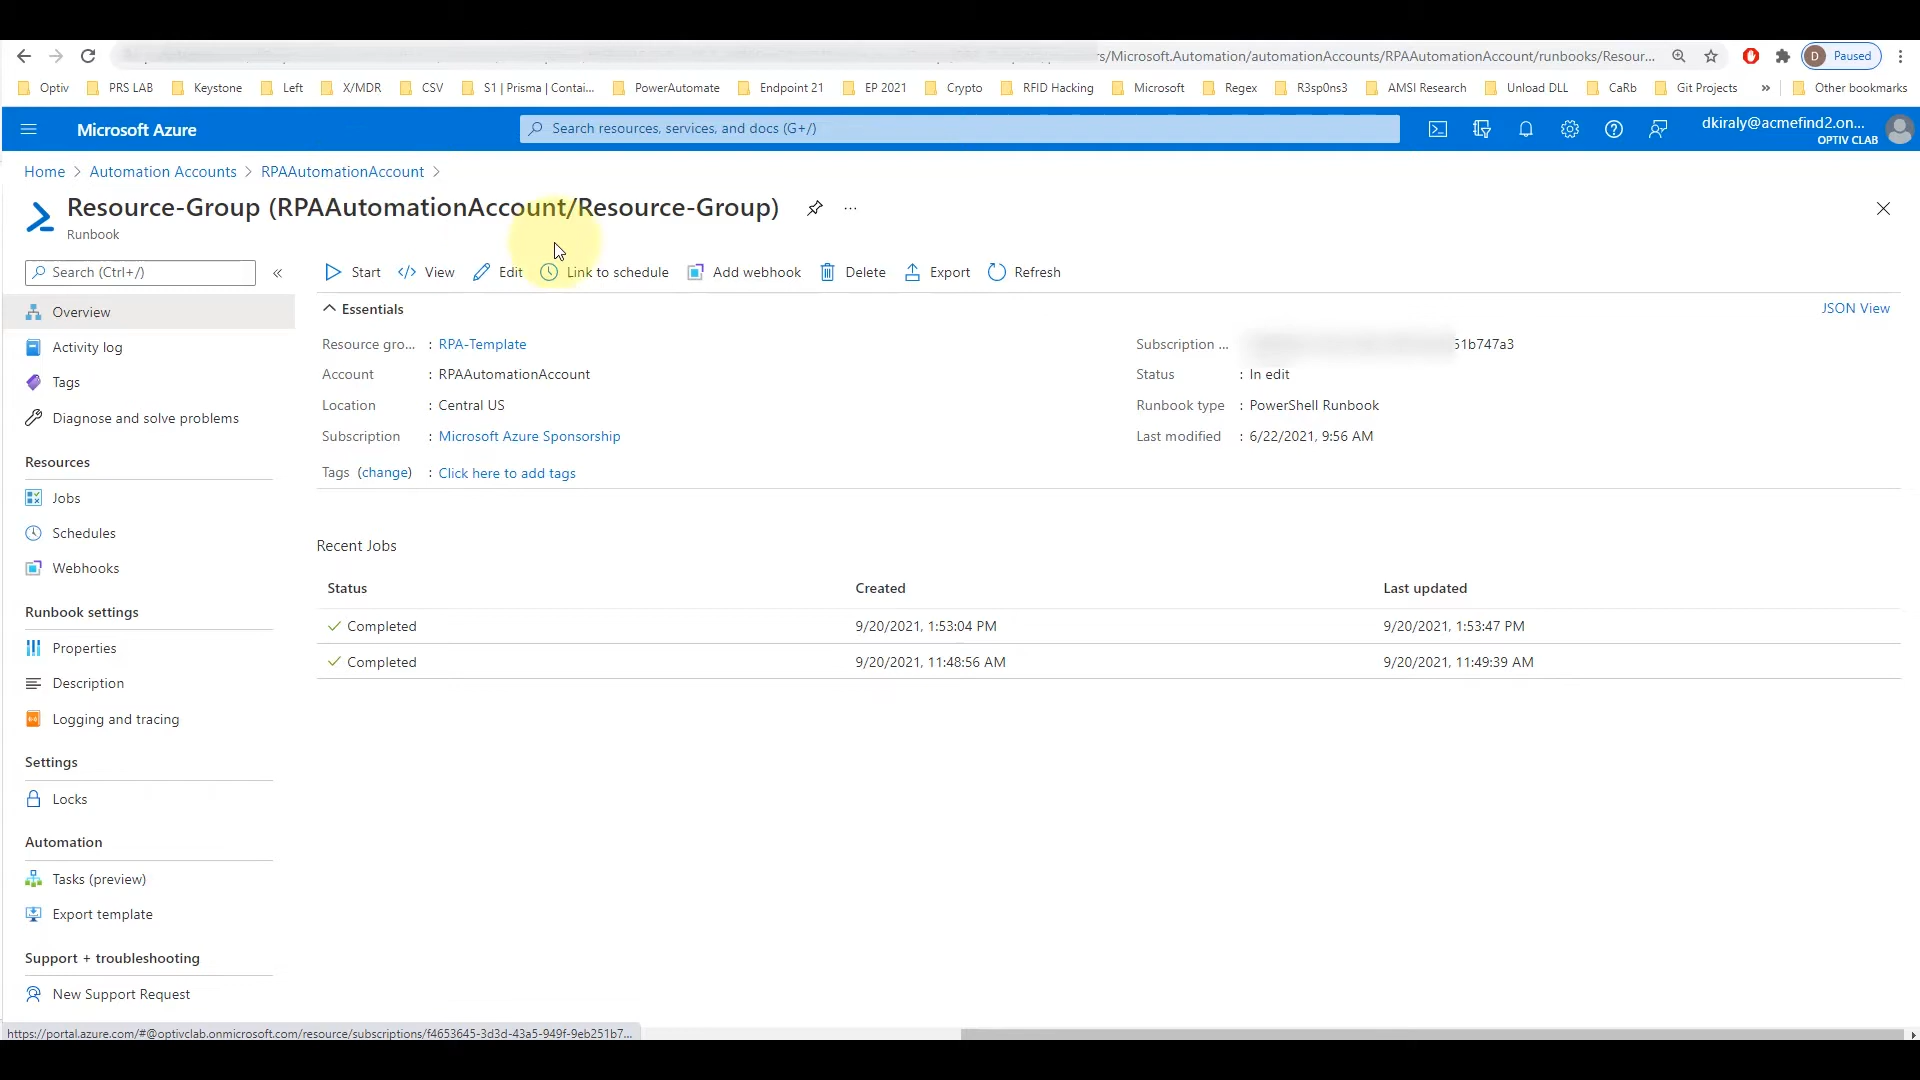 s/Microsoft.Automation/automationAccounts/RPAAutomationAccount/runbooks/Resour... D Paused
Optiv PRS LAB Keystone Left X/MDR CSV S1 | Prisma | Contai... PowerAutomate Endpoint 21 EP 2021 Crypto RFID Hacking Microsoft Regex R3sp0ns3 AMSI Research Unload DLL CaRb Git Projects » Other bookmarks
Microsoft Azure Search resources, services, and docs (G+/) dkiraly@acmefind2.on...
OPTIV CLAB
Home > Automation Accounts > RPAAutomationAccount >
Resource-Group (RPAAutomationAccount/Resource-Group) ...
Runbook
Search (Ctrl+/) « Start View Edit Link to schedule Add webhook Delete Export Refresh
Overview
Activity log
Tags
Diagnose and solve problems
Resources
Jobs
Schedules
Webhooks
Runbook settings
Properties
Description
Logging and tracing
Settings
Locks
Automation
Tasks (preview)
Export template
Support + troubleshooting
New Support Request
Essentials JSON View
Resource gro... : RPA-Template
Account : RPAAutomationAccount
Location : Central US
Subscription : Microsoft Azure Sponsorship
Tags (change) : Click here to add tags
Subscription ... 51b747a3
Status : In edit
Runbook type : PowerShell Runbook
Last modified : 6/22/2021, 9:56 AM
Recent Jobs
Status Created Last updated
Completed 9/20/2021, 1:53:04 PM 9/20/2021, 1:53:47 PM
Completed 9/20/2021, 11:48:56 AM 9/20/2021, 11:49:39 AM
https://portal.azure.com/#@optivclab.onmicrosoft.com/resource/subscriptions/f4653645-3d3d-43a5-949f-9eb251b7...